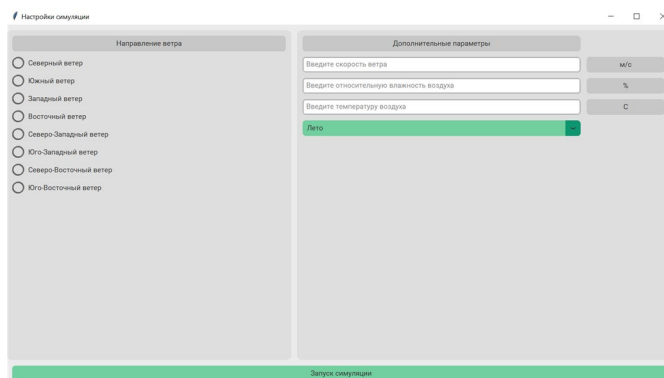 Настройки симуляции
Направление ветра
Северный ветер
Южный ветер
Западный ветер
Восточный ветер
Северо-Западный ветер
Юго-Западный ветер
Северо-Восточный ветер
Юго-Восточный ветер
Дополнительные параметры
Введите скорость ветра м/с
Введите относительную влажность воздуха %
Введите температуру воздуха С
Лето
Запуск симуляции